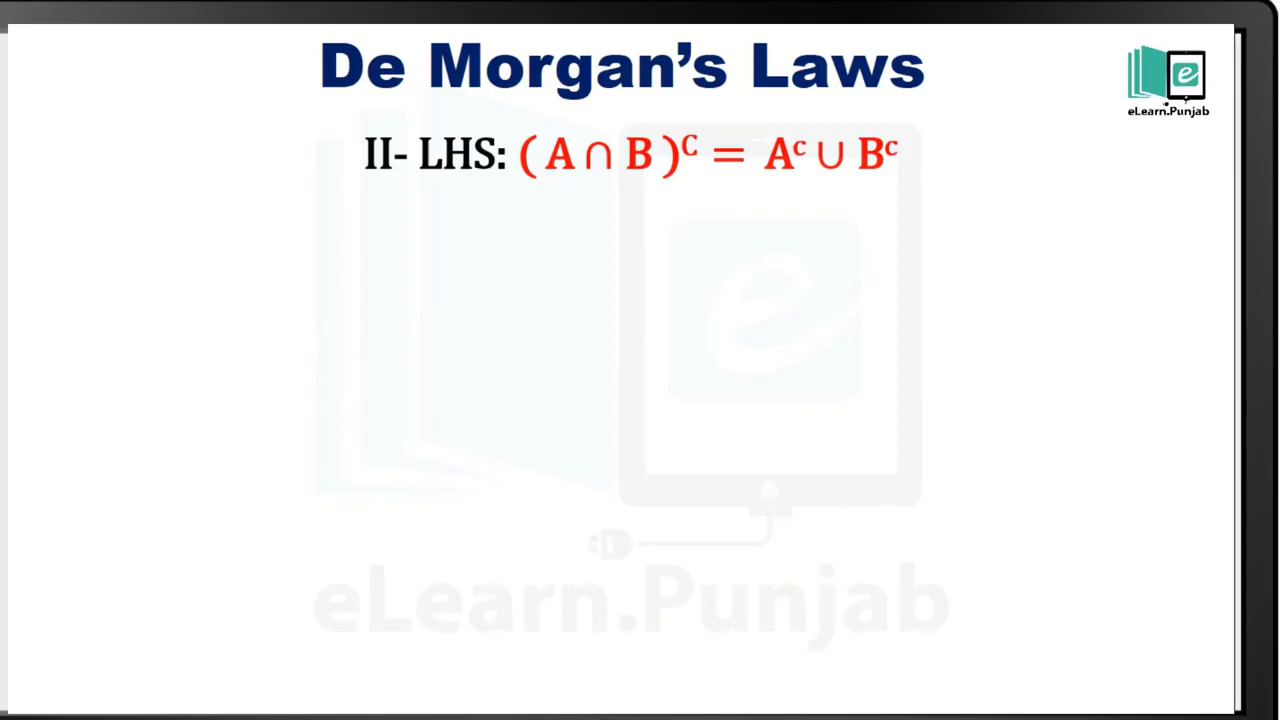 De Morgan's Laws
eLearn.Punjab
II- LHS: ( A ∩ B )ᶜ = Aᶜ ∪ Bᶜ
eLearn.Punjab